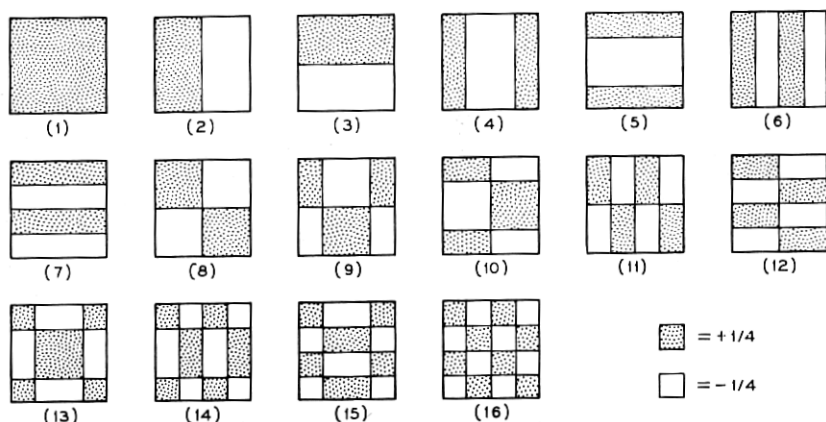 (1) (2) (3) (4) (5) (6)
(7) (8) (9) (10) (11) (12)
= +1/4
= -1/4
(13) (14) (15) (16)